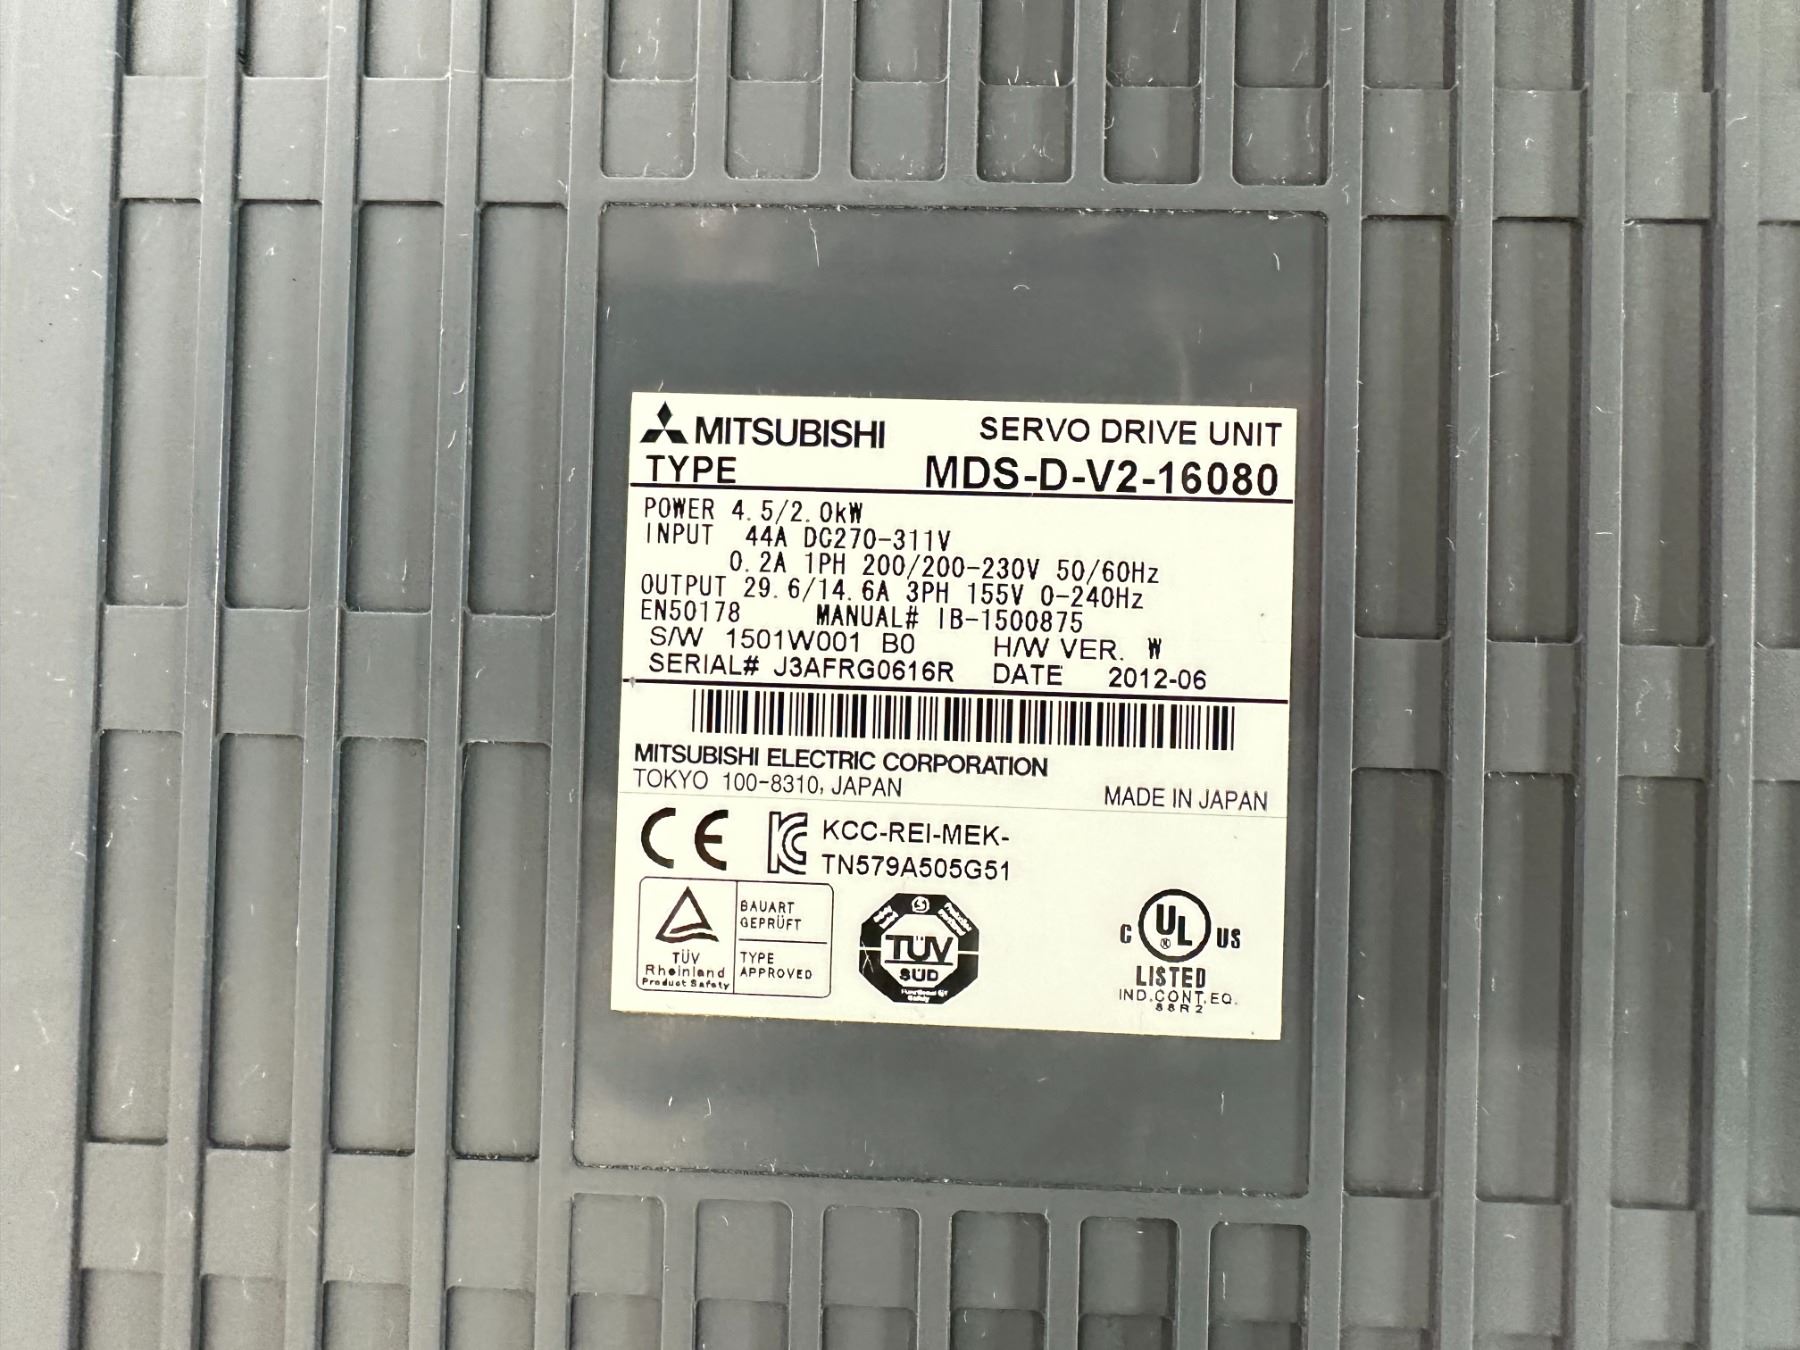 MITSUBISHI SERVO DRIVE UNIT
TYPE MDS-D-V2-16080
POWER 4.5/2.0kW
INPUT 44A DC270-311V
0.2A 1PH 200/200-230V 50/60Hz
OUTPUT 29.6/14.6A 3PH 155V 0-240Hz
EN50178 MANUAL# IB-1500875
S/W 1501W001 B0 H/W VER. W
SERIAL# J3AFRG0616R DATE 2012-06
MITSUBISHI ELECTRIC CORPORATION
TOKYO 100-8310, JAPAN
MADE IN JAPAN
CE KC KCC-REI-MEK-
TN579A505G51
TÜV
Rheinland
Product Safety
BAUART
GEPRÜFT
TYPE
APPROVED
TÜV
SÜD
Functional
Safety
C UL ® US
LISTED
IND.CONT.EQ.
88R2